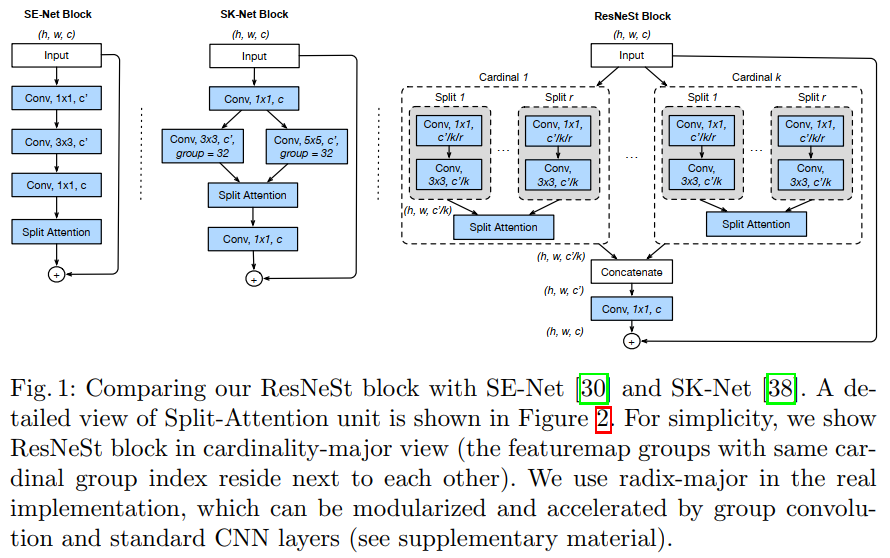 SE-Net Block
(h, w, c)
Input
Conv, 1x1, c'
Conv, 3x3, c'
Conv, 1x1, c
Split Attention
+
SK-Net Block
(h, w, c)
Input
Conv, 1x1, c
Conv, 3x3, c',
group = 32
Conv, 5x5, c',
group = 32
Split Attention
Conv, 1x1, c
+
ResNeSt Block
(h, w, c)
Input
Cardinal 1
Split 1
Conv, 1x1,
c'/k/r
Conv,
3x3, c'/k
...
Split r
Conv, 1x1,
c'/k/r
Conv,
3x3, c'/k
(h, w, c'/k)
Split Attention
...
Cardinal k
Split 1
Conv, 1x1,
c'/k/r
Conv,
3x3, c'/k
...
Split r
Conv, 1x1,
c'/k/r
Conv,
3x3, c'/k
Split Attention
(h, w, c'/k)
Concatenate
(h, w, c')
Conv, 1x1, c
(h, w, c)
+
Fig. 1: Comparing our ResNeSt block with SE-Net [30] and SK-Net [38]. A de-
tailed view of Split-Attention unit is shown in Figure 2. For simplicity, we show
ResNeSt block in cardinality-major view (the featuremap groups with same car-
dinal group index reside next to each other). We use radix-major in the real
implementation, which can be modularized and accelerated by group convolu-
tion and standard CNN layers (see supplementary material).